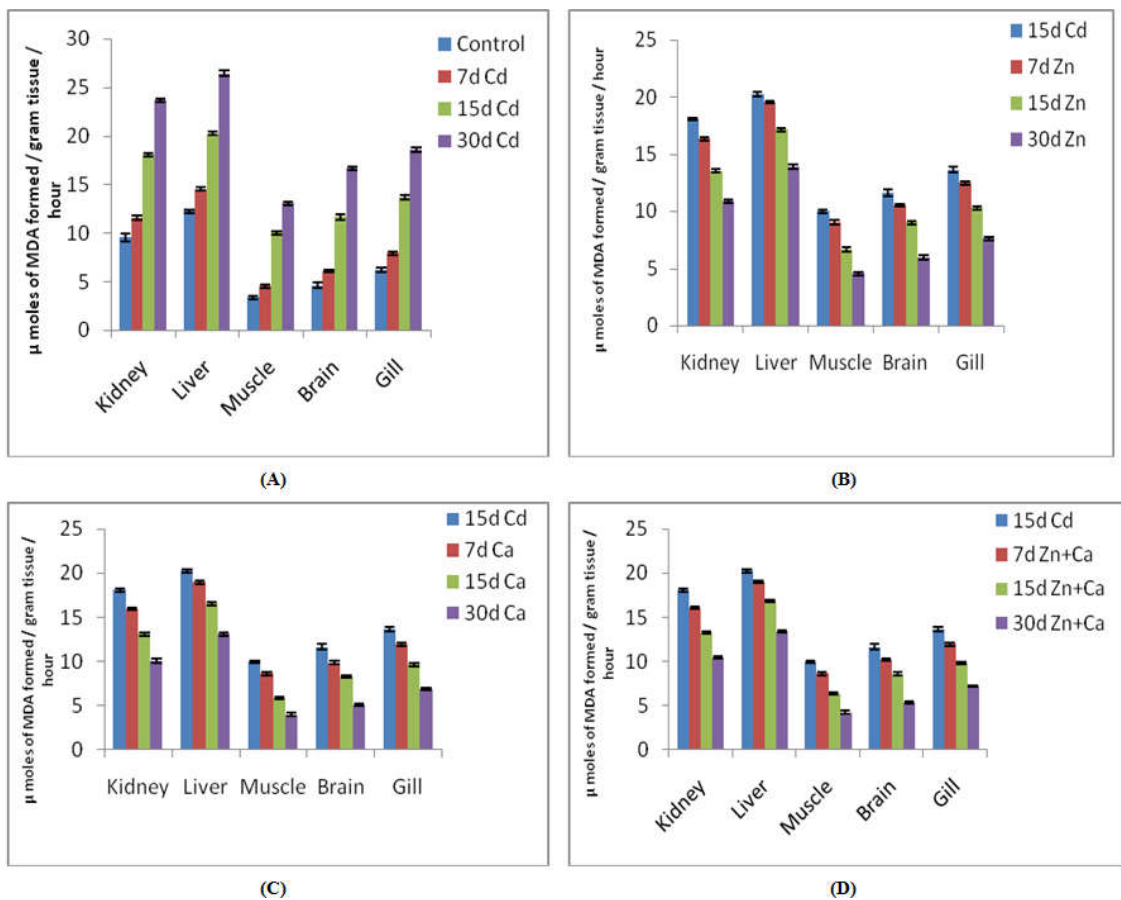 μ moles of MDA formed / gram tissue /
hour
30
25
20
15
10
5
0
Kidney
Liver
Muscle
Brain
Gill
Control
7d Cd
15d Cd
30d Cd
(A)
μ moles of MDA formed / gram tissue / hour
25
20
15
10
5
0
Kidney Liver Muscle Brain Gill
15d Cd
7d Zn
15d Zn
30d Zn
(B)
μ moles of MDA formed / gram tissue /
hour
25
20
15
10
5
0
Kidney Liver Muscle Brain Gill
15d Cd
7d Ca
15d Ca
30d Ca
(C)
μ moles of MDA formed / gram tissue /
hour
25
20
15
10
5
0
Kidney
Liver
Muscle
Brain
Gill
15d Cd
7d Zn+Ca
15d Zn+Ca
30d Zn+Ca
(D)